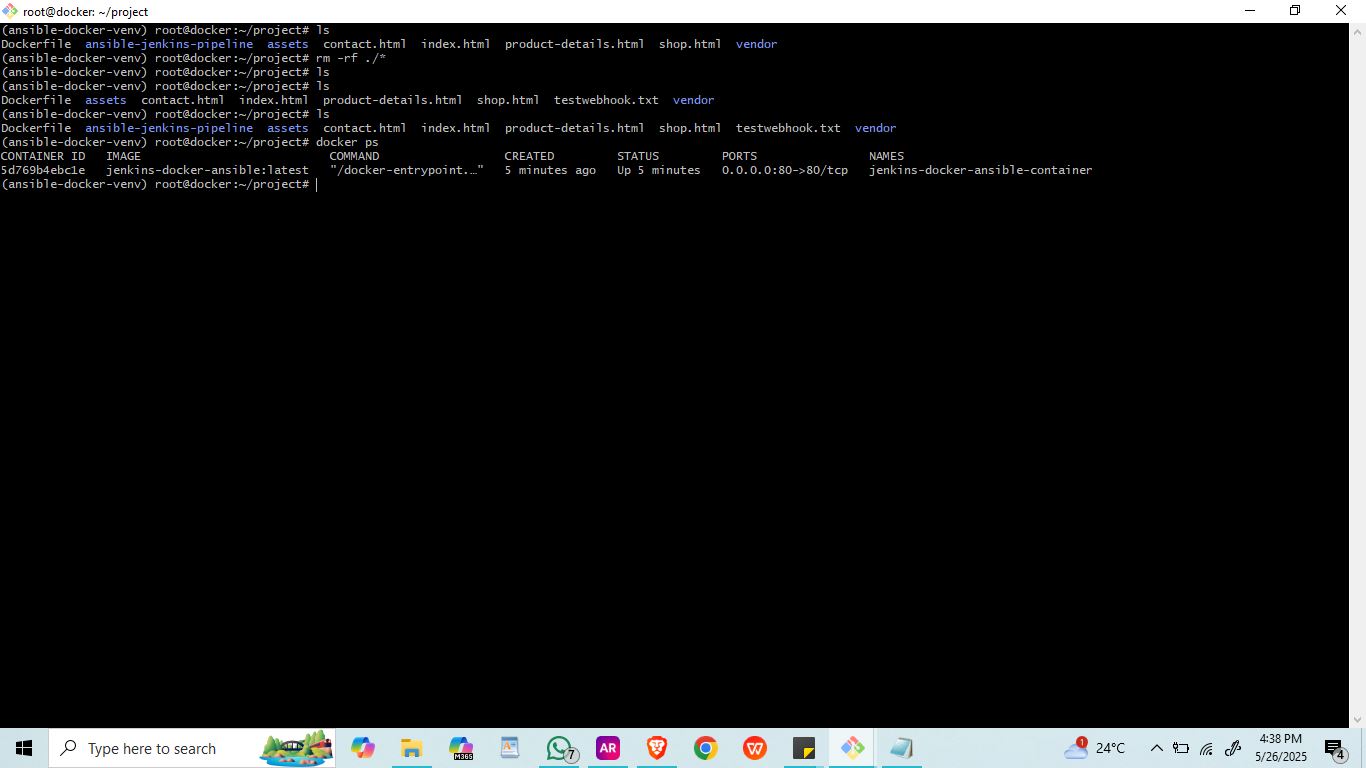 root@docker: ~/project
(ansible-docker-venv) root@docker:~/project# ls
Dockerfile  ansible-jenkins-pipeline  assets  contact.html  index.html  product-details.html  shop.html  vendor
(ansible-docker-venv) root@docker:~/project# rm -rf ./*
(ansible-docker-venv) root@docker:~/project# ls
(ansible-docker-venv) root@docker:~/project# ls
Dockerfile  assets  contact.html  index.html  product-details.html  shop.html  testwebhook.txt  vendor
(ansible-docker-venv) root@docker:~/project# ls
Dockerfile  ansible-jenkins-pipeline  assets  contact.html  index.html  product-details.html  shop.html  testwebhook.txt  vendor
(ansible-docker-venv) root@docker:~/project# docker ps
CONTAINER ID   IMAGE                           COMMAND                  CREATED         STATUS         PORTS                NAMES
5d769b4ebc1e   jenkins-docker-ansible:latest   "/docker-entrypoint.…"   5 minutes ago   Up 5 minutes   0.0.0.0:80->80/tcp   jenkins-docker-ansible-container
(ansible-docker-venv) root@docker:~/project#
Type here to search
M365
7
AR
1
24°C
4:38 PM
5/26/2025
4